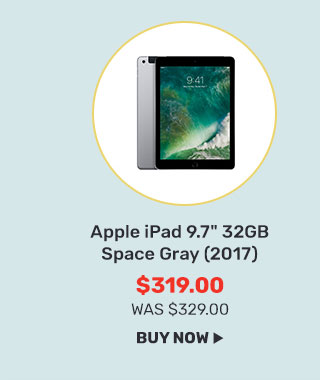 9:41
Apple iPad 9.7" 32GB
Space Gray (2017)
$319.00
WAS $329.00
BUY NOW ▶